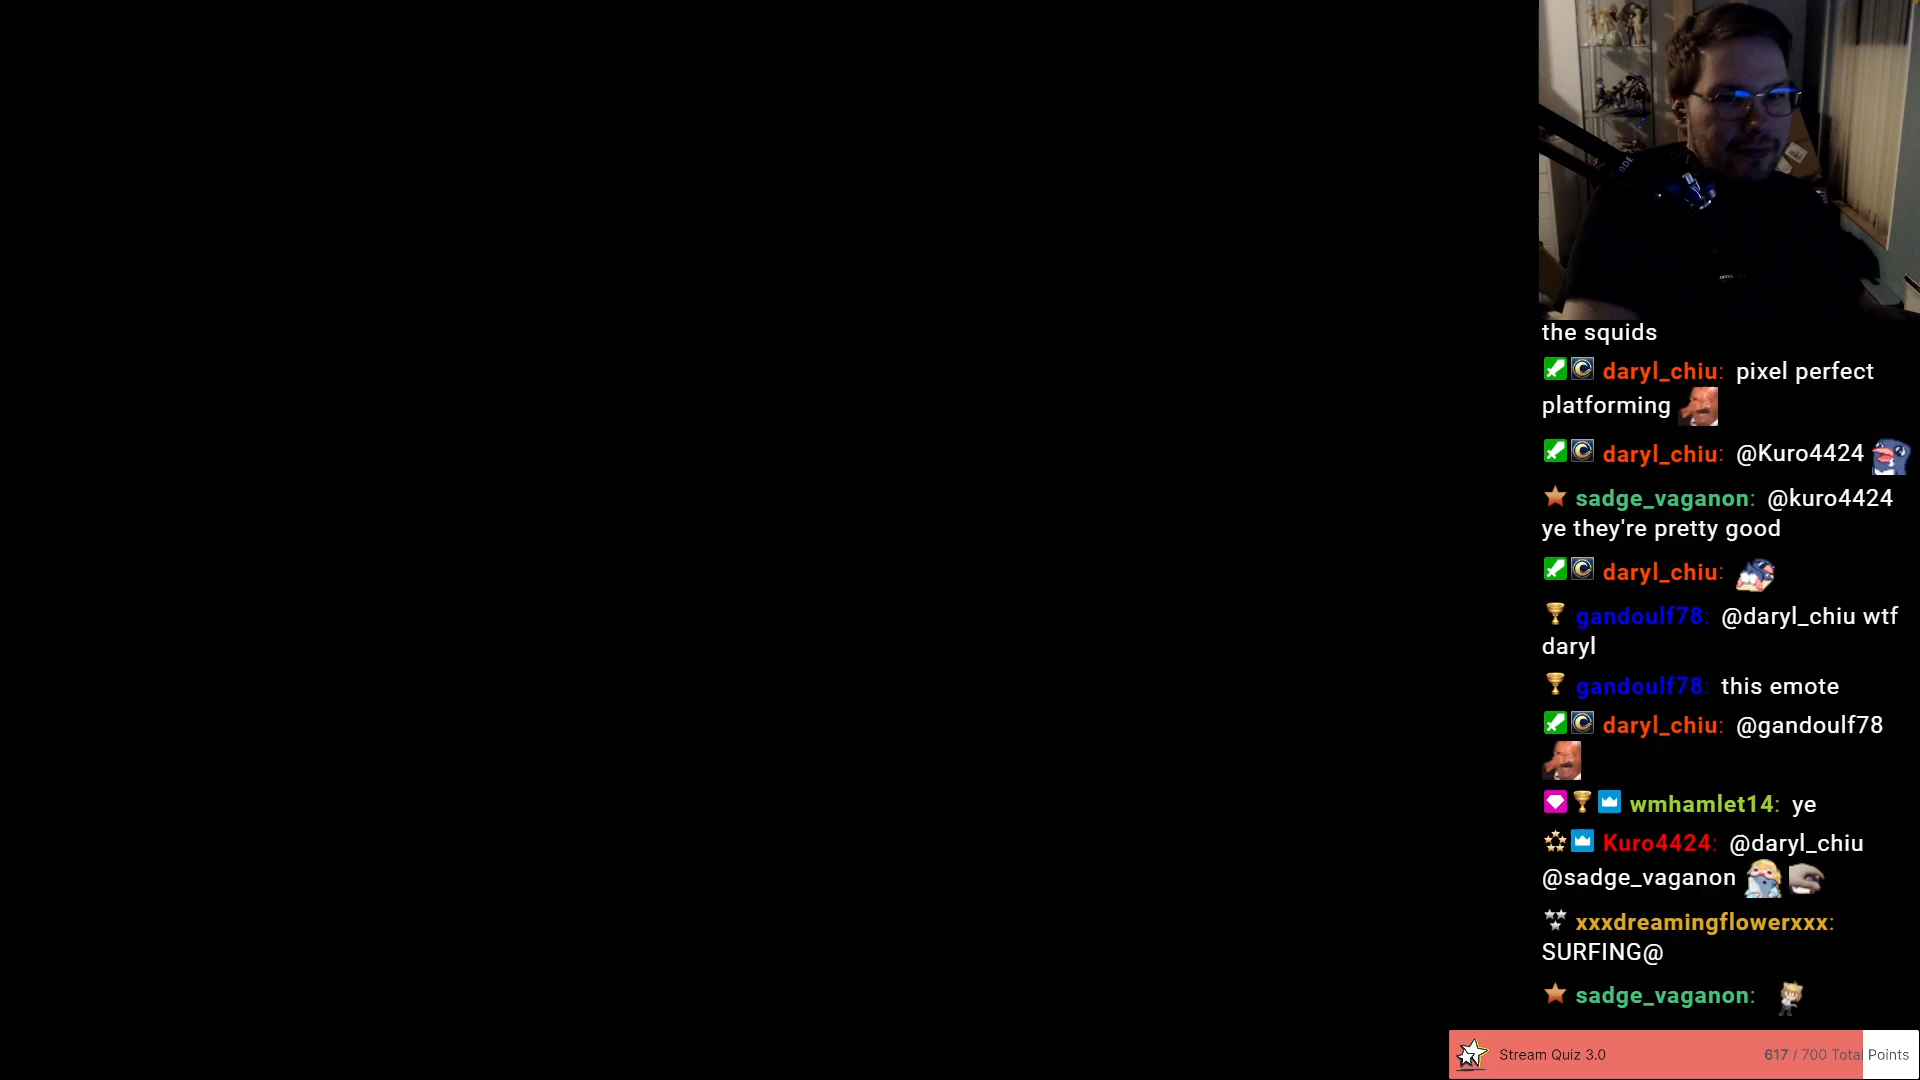 the squids
daryl_chiu: pixel perfect
platforming
daryl_chiu: @Kuro4424
sadge_vaganon: @kuro4424
ye they're pretty good
daryl_chiu:
gandoulf78: @daryl_chiu wtf
daryl
gandoulf78: this emote
daryl_chiu: @gandoulf78
wmhamlet14: ye
Kuro4424: @daryl_chiu
@sadge_vaganon
xxxdreamingflowerxxx:
SURFING@
sadge_vaganon:
Stream Quiz 3.0 617 / 700 Total Points